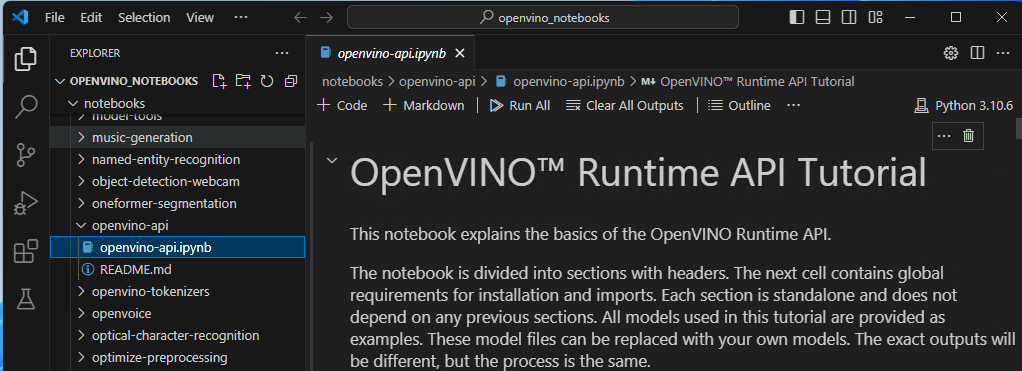 File Edit Selection View ··· openvino_notebooks
EXPLORER ···
OPENVINO_NOTEBOOKS
notebooks
model-tools
music-generation
named-entity-recognition
object-detection-webcam
oneformer-segmentation
openvino-api
openvino-api.ipynb
README.md
openvino-tokenizers
openvoice
optical-character-recognition
optimize-preprocessing
openvino-api.ipynb
notebooks > openvino-api > openvino-api.ipynb > M↓ OpenVINO™ Runtime API Tutorial
+ Code + Markdown Run All Clear All Outputs Outline ··· Python 3.10.6
OpenVINO™ Runtime API Tutorial
This notebook explains the basics of the OpenVINO Runtime API.
The notebook is divided into sections with headers. The next cell contains global
requirements for installation and imports. Each section is standalone and does not
depend on any previous sections. All models used in this tutorial are provided as
examples. These model files can be replaced with your own models. The exact outputs will
be different, but the process is the same.